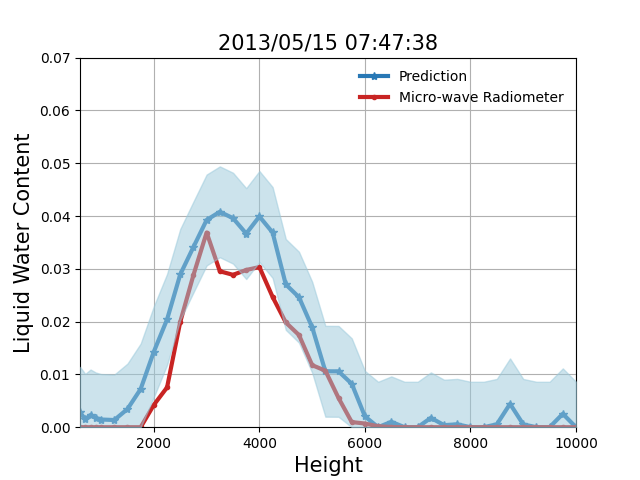 2013/05/15 07:47:38
Prediction
Micro-wave Radiometer
Liquid Water Content
0.07
0.06
0.05
0.04
0.03
0.02
0.01
0.00
2000 4000 6000 8000 10000
Height